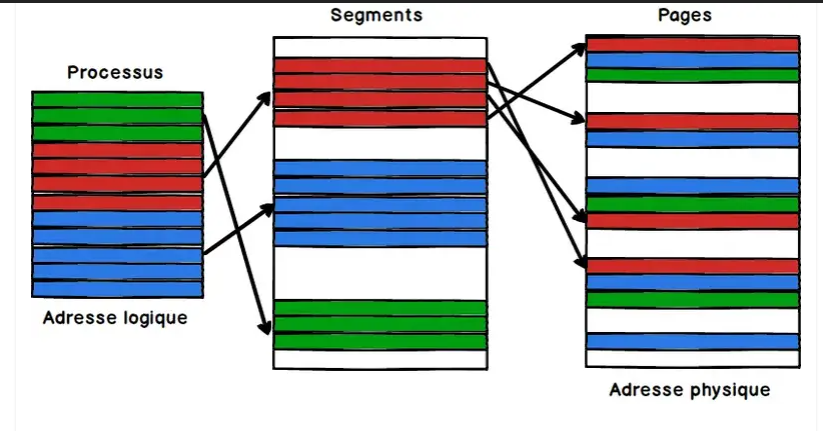 Segments
Pages
Processus
Adresse logique
Adresse physique